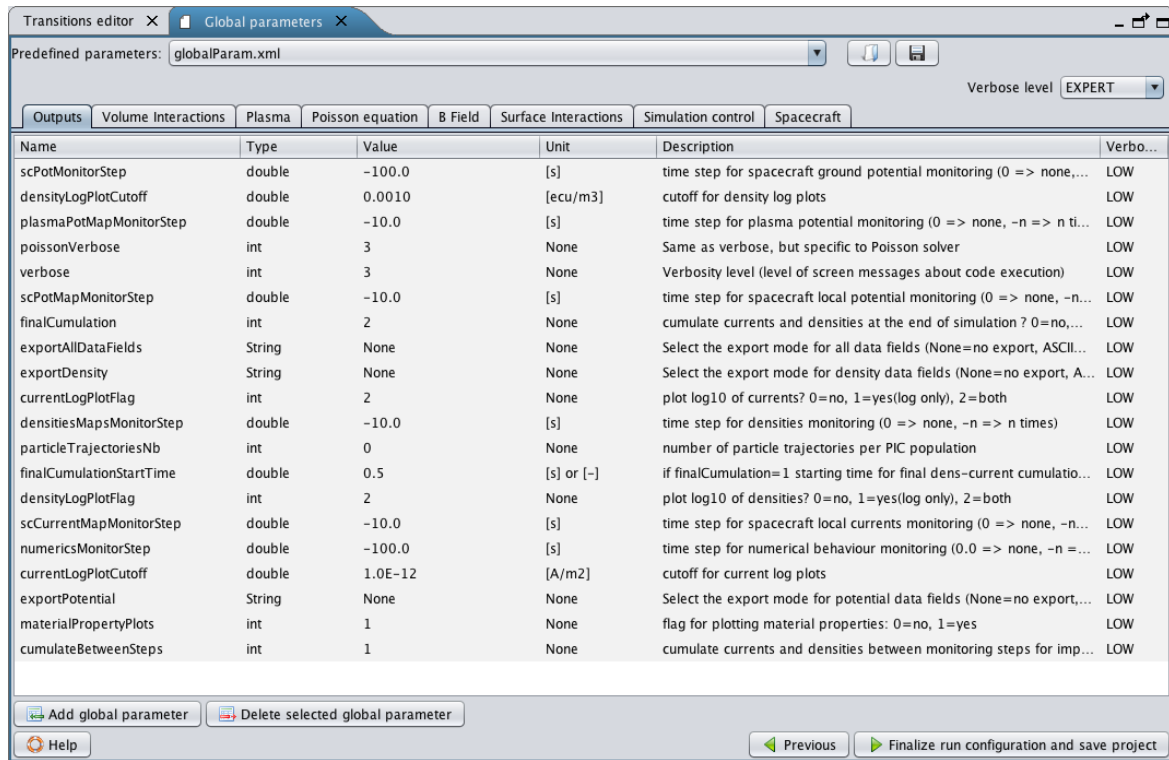 Transitions editor X Global parameters X
Predefined parameters: globalParam.xml
Verbose level EXPERT
Outputs Volume Interactions Plasma Poisson equation B Field Surface Interactions Simulation control Spacecraft
Name Type Value Unit Description Verbo...
scPotMonitorStep double -100.0 [s] time step for spacecraft ground potential monitoring (0 => none,... LOW
densityLogPlotCutoff double 0.0010 [ecu/m3] cutoff for density log plots LOW
plasmaPotMapMonitorStep double -10.0 [s] time step for plasma potential monitoring (0 => none, -n => n ti... LOW
poissonVerbose int 3 None Same as verbose, but specific to Poisson solver LOW
verbose int 3 None Verbosity level (level of screen messages about code execution) LOW
scPotMapMonitorStep double -10.0 [s] time step for spacecraft local potential monitoring (0 => none, -n... LOW
finalCumulation int 2 None cumulate currents and densities at the end of simulation ? 0=no,... LOW
exportAllDataFields String None None Select the export mode for all data fields (None=no export, ASCII... LOW
exportDensity String None None Select the export mode for density data fields (None=no export, A... LOW
currentLogPlotFlag int 2 None plot log10 of currents? 0=no, 1=yes(log only), 2=both LOW
densitiesMapsMonitorStep double -10.0 [s] time step for densities monitoring (0 => none, -n => n times) LOW
particleTrajectoriesNb int 0 None number of particle trajectories per PIC population LOW
finalCumulationStartTime double 0.5 [s] or [-] if finalCumulation=1 starting time for final dens-current cumulatio... LOW
densityLogPlotFlag int 2 None plot log10 of densities? 0=no, 1=yes(log only), 2=both LOW
scCurrentMapMonitorStep double -10.0 [s] time step for spacecraft local currents monitoring (0 => none, -n... LOW
numericsMonitorStep double -100.0 [s] time step for numerical behaviour monitoring (0.0 => none, -n =... LOW
currentLogPlotCutoff double 1.0E-12 [A/m2] cutoff for current log plots LOW
exportPotential String None None Select the export mode for potential data fields (None=no export,... LOW
materialPropertyPlots int 1 None flag for plotting material properties: 0=no, 1=yes LOW
cumulateBetweenSteps int 1 None cumulate currents and densities between monitoring steps for imp... LOW
Add global parameter Delete selected global parameter
Help Previous Finalize run configuration and save project